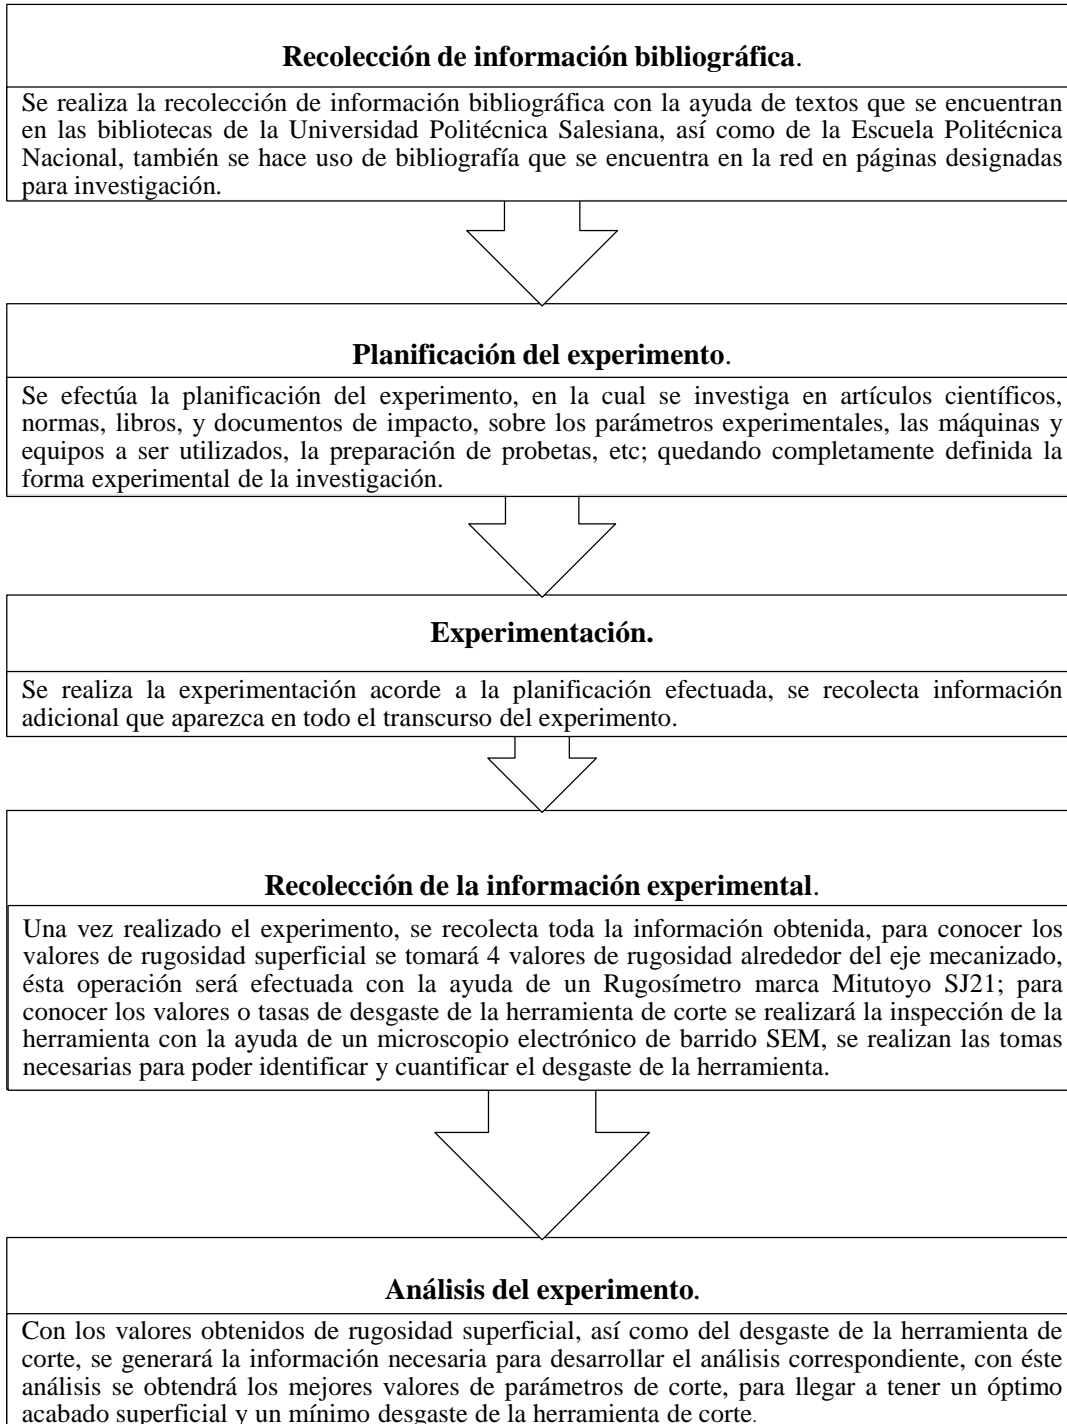 Recolección de información bibliográfica.
Se realiza la recolección de información bibliográfica con la ayuda de textos que se encuentran
en las bibliotecas de la Universidad Politécnica Salesiana, así como de la Escuela Politécnica
Nacional, también se hace uso de bibliografía que se encuentra en la red en páginas designadas
para investigación.
Planificación del experimento.
Se efectúa la planificación del experimento, en la cual se investiga en artículos científicos,
normas, libros, y documentos de impacto, sobre los parámetros experimentales, las máquinas y
equipos a ser utilizados, la preparación de probetas, etc; quedando completamente definida la
forma experimental de la investigación.
Experimentación.
Se realiza la experimentación acorde a la planificación efectuada, se recolecta información
adicional que aparezca en todo el transcurso del experimento.
Recolección de la información experimental.
Una vez realizado el experimento, se recolecta toda la información obtenida, para conocer los
valores de rugosidad superficial se tomará 4 valores de rugosidad alrededor del eje mecanizado,
ésta operación será efectuada con la ayuda de un Rugosímetro marca Mitutoyo SJ21; para
conocer los valores o tasas de desgaste de la herramienta de corte se realizará la inspección de la
herramienta con la ayuda de un microscopio electrónico de barrido SEM, se realizan las tomas
necesarias para poder identificar y cuantificar el desgaste de la herramienta.
Análisis del experimento.
Con los valores obtenidos de rugosidad superficial, así como del desgaste de la herramienta de
corte, se generará la información necesaria para desarrollar el análisis correspondiente, con éste
análisis se obtendrá los mejores valores de parámetros de corte, para llegar a tener un óptimo
acabado superficial y un mínimo desgaste de la herramienta de corte.